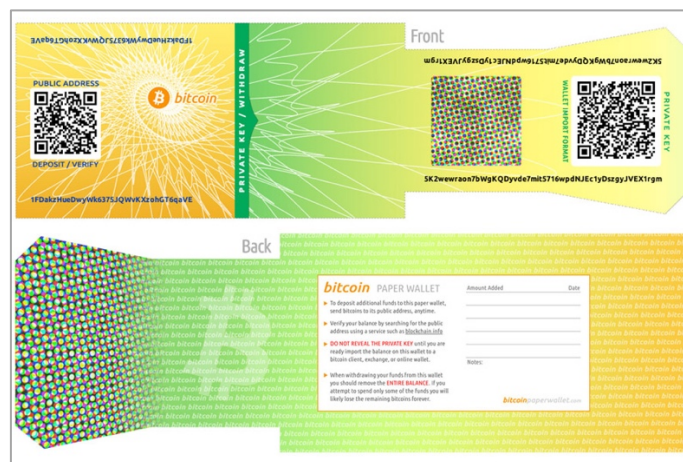 Front
1FDakzHueDwyWk6375JQWvKXzohGT6qaVE
PUBLIC ADDRESS
bitcoin
DEPOSIT / VERIFY
1FDakzHueDwyWk6375JQWvKXzohGT6qaVE
PRIVATE KEY / WITHDRAW
5K2wewraon7bWgKQDyvde7mit5716wpdNJEc1yDszgyJVEX1rgm
WALLET IMPORT FORMAT
PRIVATE KEY
5K2wewraon7bWgKQDyvde7mit5716wpdNJEc1yDszgyJVEX1rgm
Back
bitcoin PAPER WALLET
To deposit additional funds to this paper wallet,
send bitcoins to its public address, anytime.
Verify your balance by searching for the public
address using a service such as blockchain.info
DO NOT REVEAL THE PRIVATE KEY until you are
ready import the balance on this wallet to a
bitcoin client, exchange, or online wallet.
When withdrawing your funds from this wallet
you should remove the ENTIRE BALANCE. If you
attempt to spend only some of the funds you will
likely lose the remaining bitcoins forever.
Amount Added Date
Notes:
bitcoinpaperwallet.com